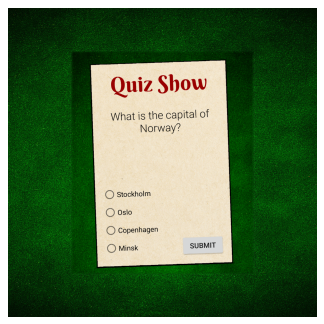 Quiz Show
What is the capital of
Norway?
Stockholm
Oslo
Copenhagen
Minsk
SUBMIT